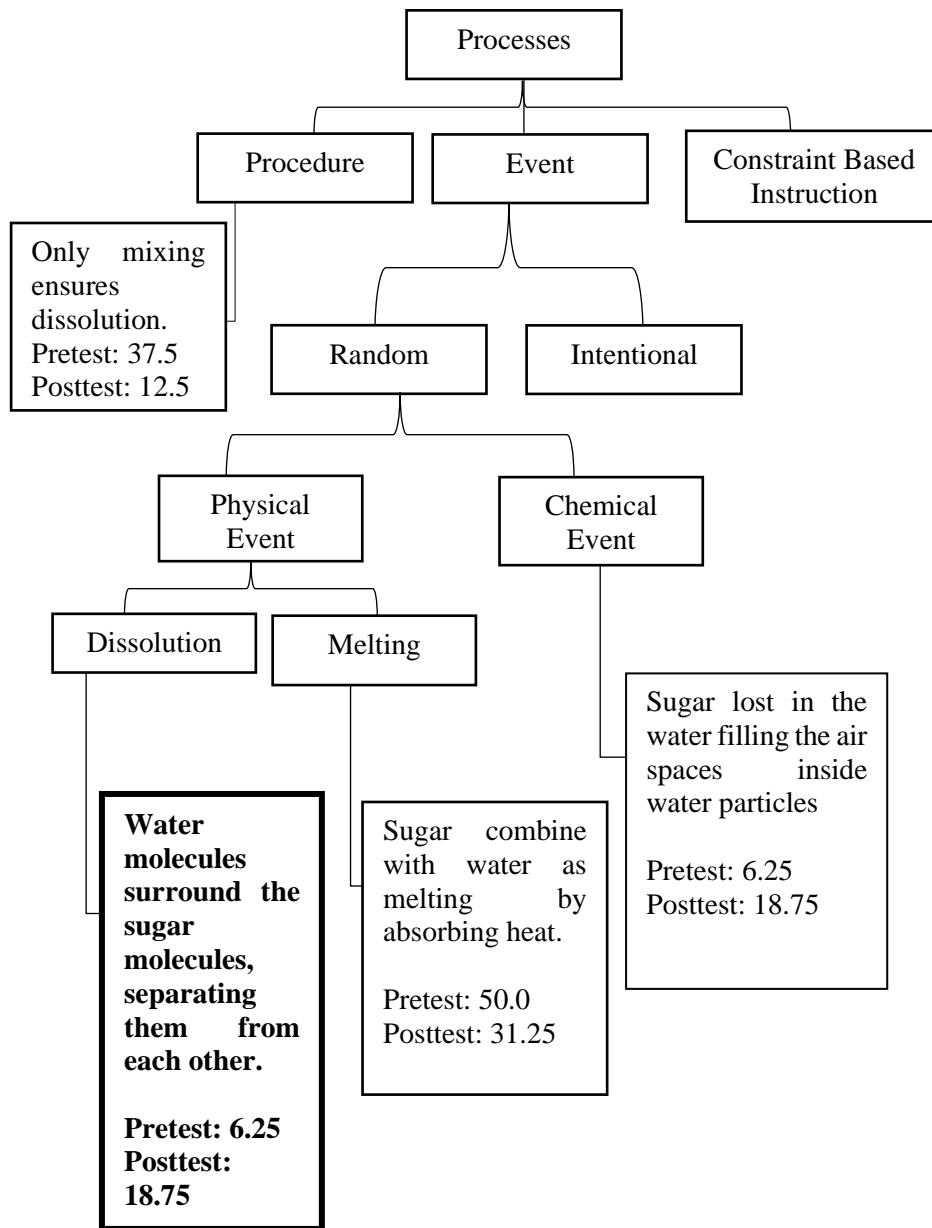 Processes
Procedure
Event
Constraint Based
Instruction
Only mixing
ensures
dissolution.
Pretest: 37.5
Posttest: 12.5
Random
Intentional
Physical
Event
Chemical
Event
Dissolution
Melting
Sugar lost in the
water filling the air
spaces inside
water particles
Pretest: 6.25
Posttest: 18.75
Water
molecules
surround the
sugar
molecules,
separating
them from
each other.
Pretest: 6.25
Posttest:
18.75
Sugar combine
with water as
melting by
absorbing heat.
Pretest: 50.0
Posttest: 31.25